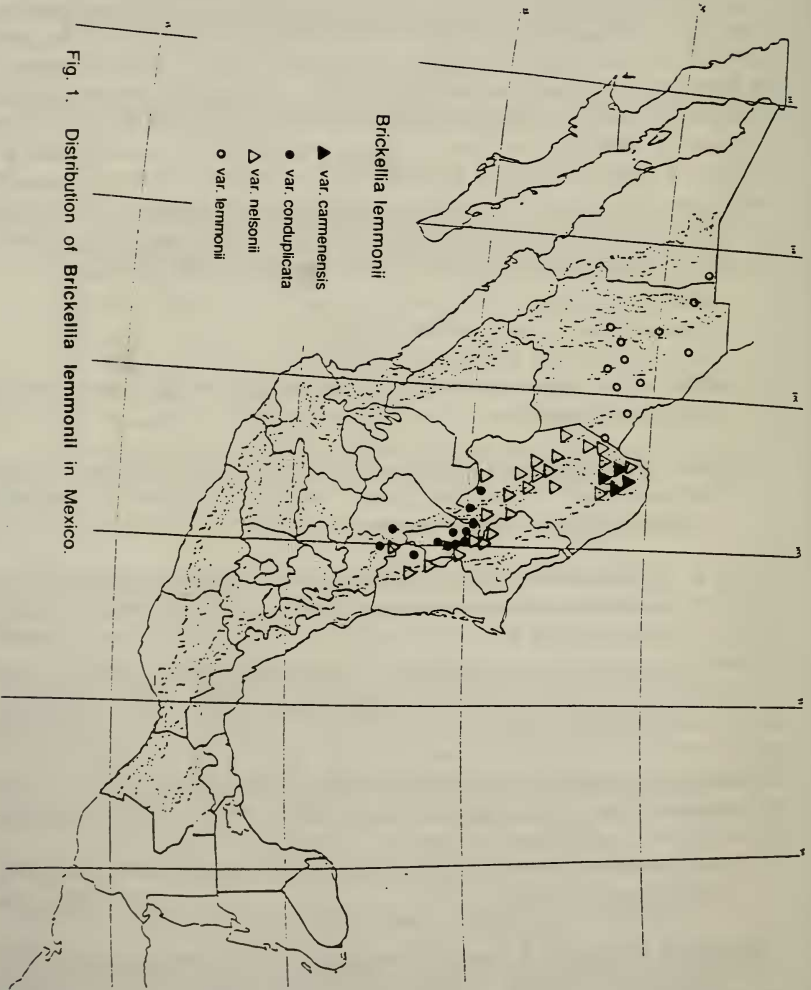 Brickellia lemmonii
▲ var. carmenensis
● var. conduplicata
△ var. nelsonii
○ var. lemmonii
Fig. 1. Distribution of Brickellia lemmonii in Mexico.